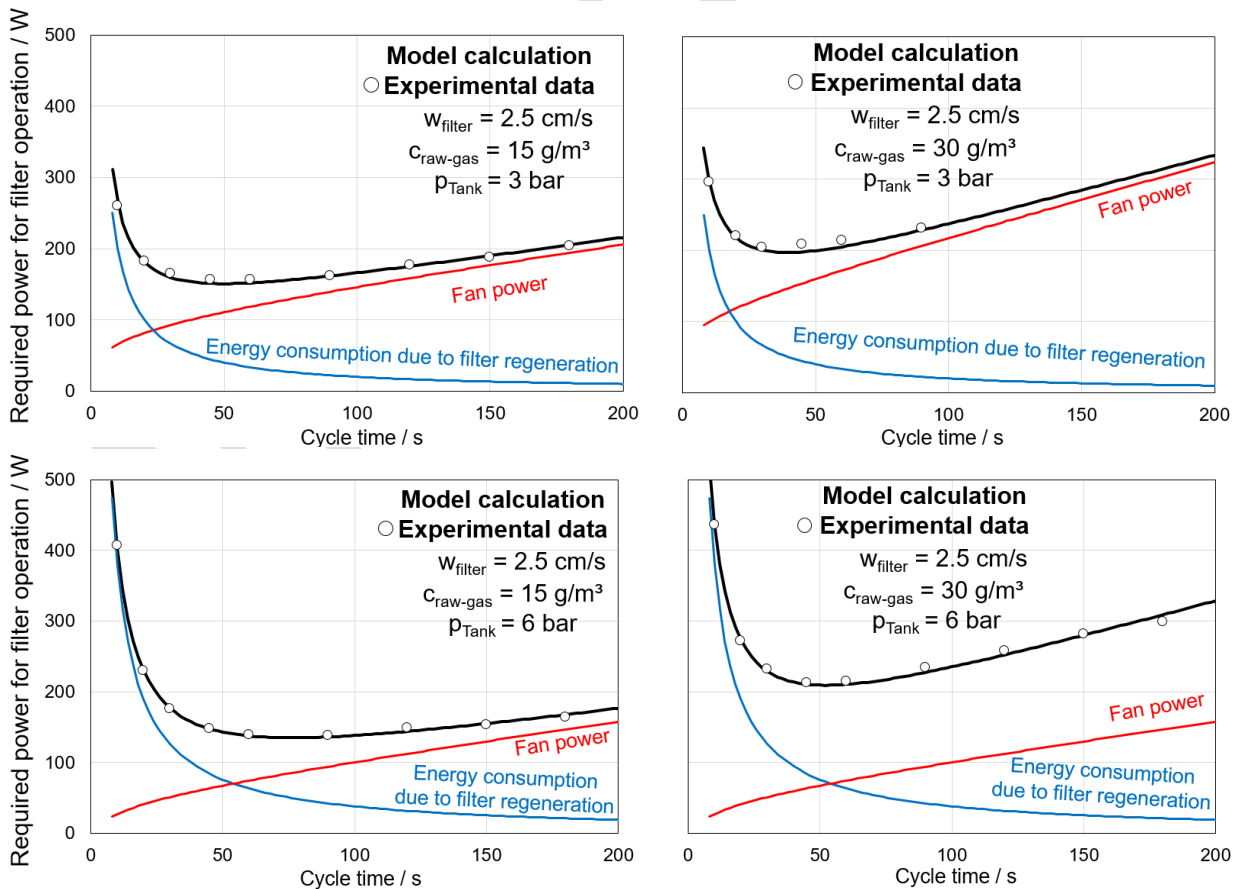 Required power for filter operation / W
500
400
300
200
100
0
Model calculation
Experimental data
w_filter = 2.5 cm/s
c_raw-gas = 15 g/m³
p_Tank = 3 bar
Fan power
Energy consumption due to filter regeneration
0 50 100 150 200
Cycle time / s
Model calculation
Experimental data
w_filter = 2.5 cm/s
c_raw-gas = 30 g/m³
p_Tank = 3 bar
Fan power
Energy consumption due to filter regeneration
0 50 100 150 200
Cycle time / s
Required power for filter operation / W
500
400
300
200
100
0
Model calculation
Experimental data
w_filter = 2.5 cm/s
c_raw-gas = 15 g/m³
p_Tank = 6 bar
Fan power
Energy consumption
due to filter regeneration
0 50 100 150 200
Cycle time / s
Model calculation
Experimental data
w_filter = 2.5 cm/s
c_raw-gas = 30 g/m³
p_Tank = 6 bar
Fan power
Energy consumption
due to filter regeneration
0 50 100 150 200
Cycle time / s